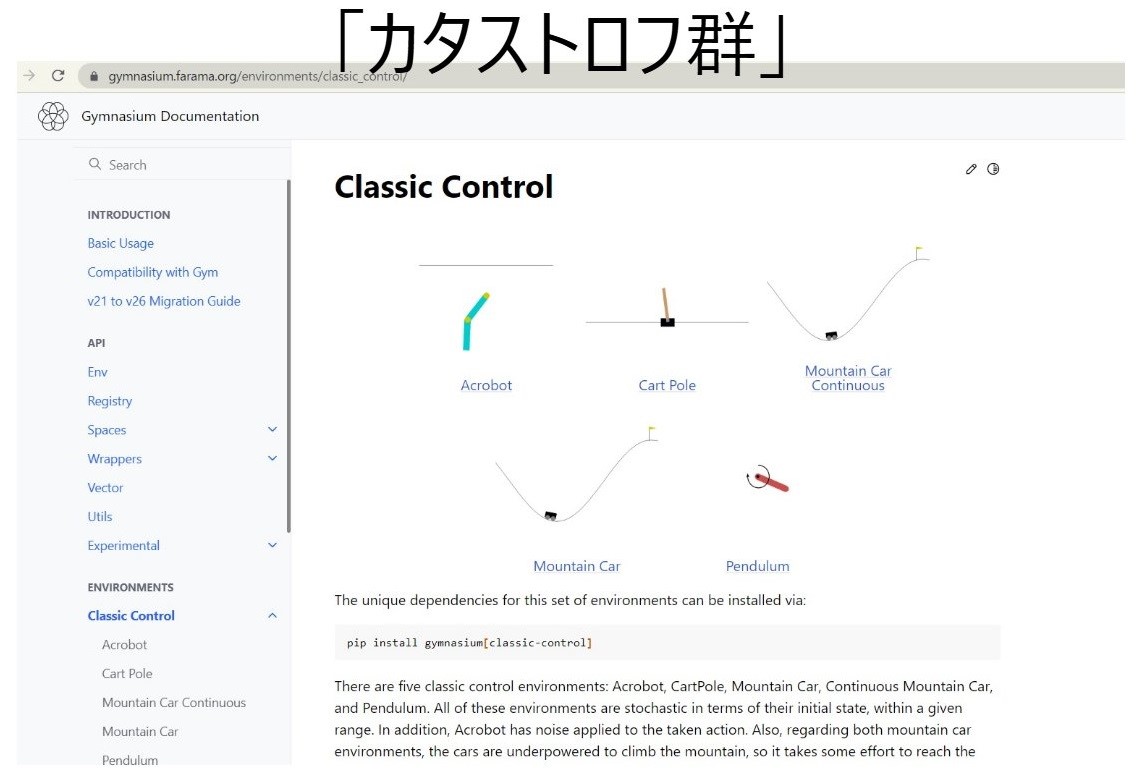 「カタストロフ群」
gymnasium.farama.org/environments/classic_control/
Gymnasium Documentation
Search
INTRODUCTION
Basic Usage
Compatibility with Gym
v21 to v26 Migration Guide
API
Env
Registry
Spaces
Wrappers
Vector
Utils
Experimental
ENVIRONMENTS
Classic Control
Acrobot
Cart Pole
Mountain Car Continuous
Mountain Car
Pendulum
Classic Control
Acrobot
Cart Pole
Mountain Car
Continuous
Mountain Car
Pendulum
The unique dependencies for this set of environments can be installed via:
pip install gymnasium[classic-control]
There are five classic control environments: Acrobot, CartPole, Mountain Car, Continuous Mountain Car,
and Pendulum. All of these environments are stochastic in terms of their initial state, within a given
range. In addition, Acrobot has noise applied to the taken action. Also, regarding both mountain car
environments, the cars are underpowered to climb the mountain, so it takes some effort to reach the